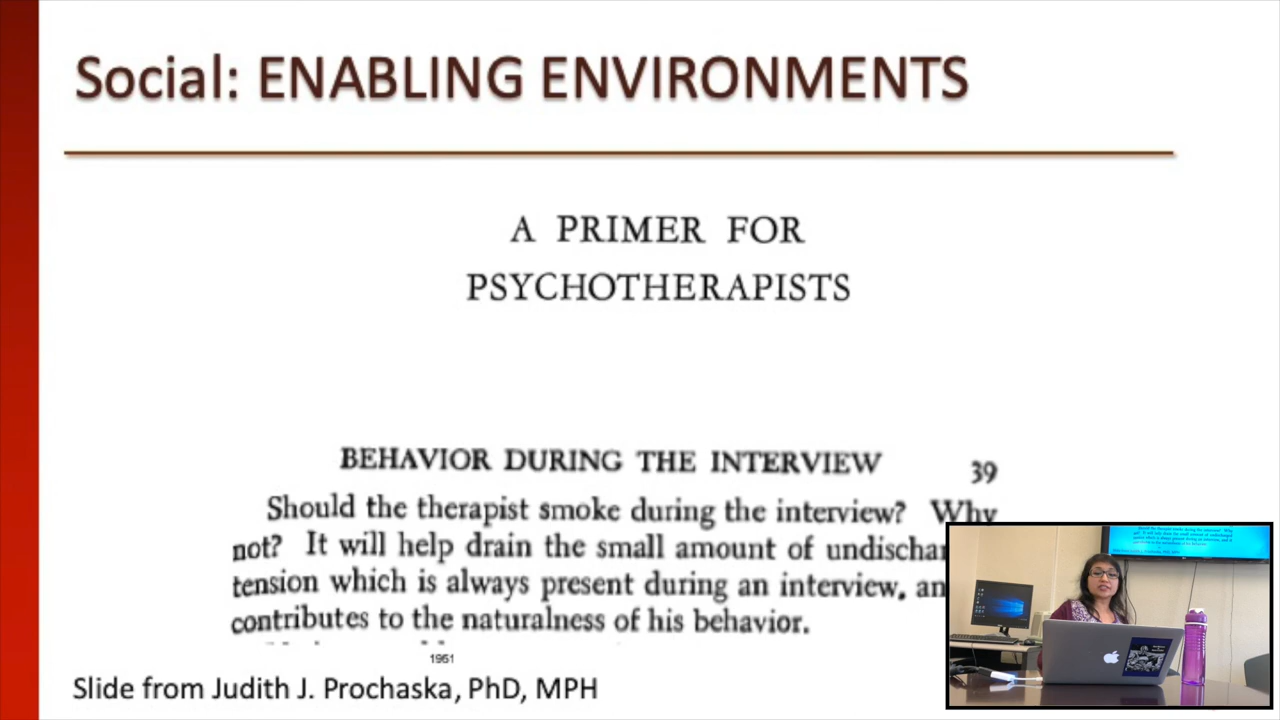 Social: ENABLING ENVIRONMENTS
A PRIMER FOR
PSYCHOTHERAPISTS
BEHAVIOR DURING THE INTERVIEW 39
Should the therapist smoke during the interview? Why
not? It will help drain the small amount of
tension which is always present during an interview,
contributes to the naturalness of his behavior.
1951
Slide from Judith J. Prochaska, PhD, MPH